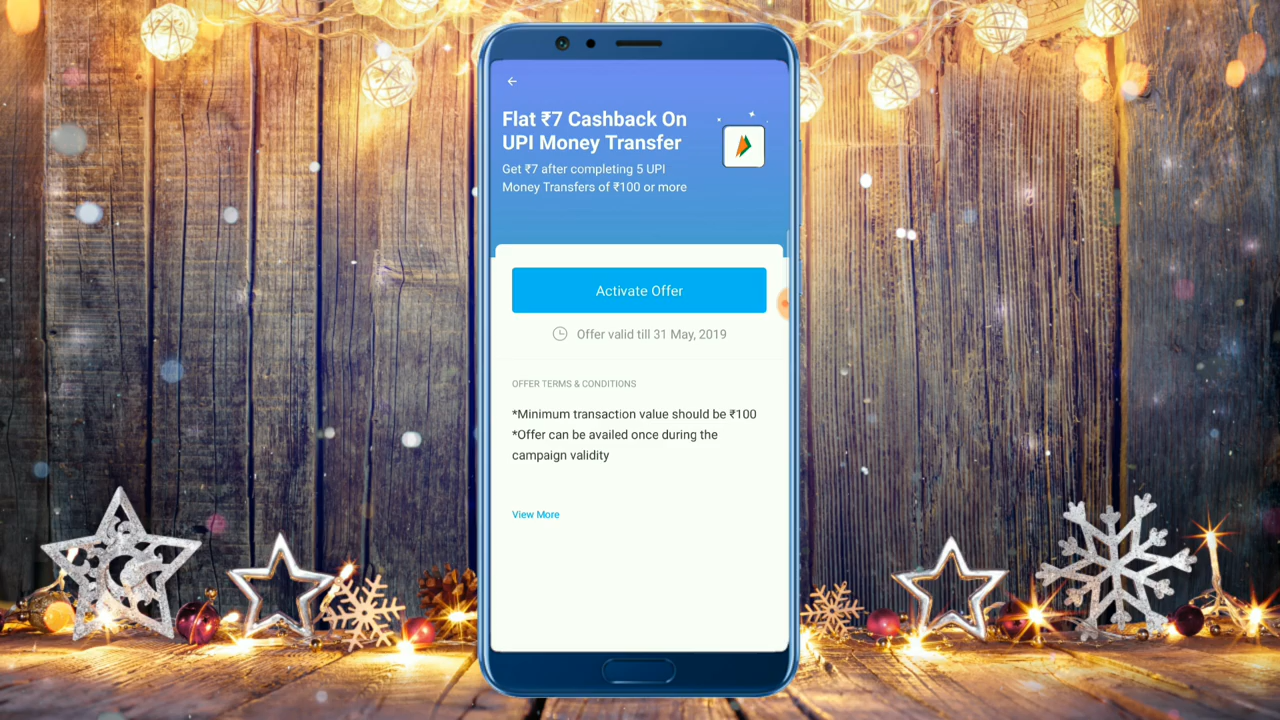 Flat ₹7 Cashback On
UPI Money Transfer
Get ₹7 after completing 5 UPI
Money Transfers of ₹100 or more
Activate Offer
Offer valid till 31 May, 2019
OFFER TERMS & CONDITIONS
*Minimum transaction value should be ₹100
*Offer can be availed once during the
campaign validity
View More